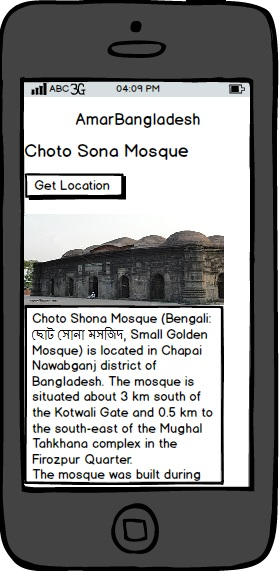 ABC 3G 04:09 PM
AmarBangladesh
Choto Sona Mosque
Get Location
Choto Shona Mosque (Bengali:
ছোট সোনা মসজিদ, Small Golden
Mosque) is located in Chapai
Nawabganj district of
Bangladesh. The mosque is
situated about 3 km south of
the Kotwali Gate and 0.5 km to
the south-east of the Mughal
Tahkhana complex in the
Firozpur Quarter.
The mosque was built during